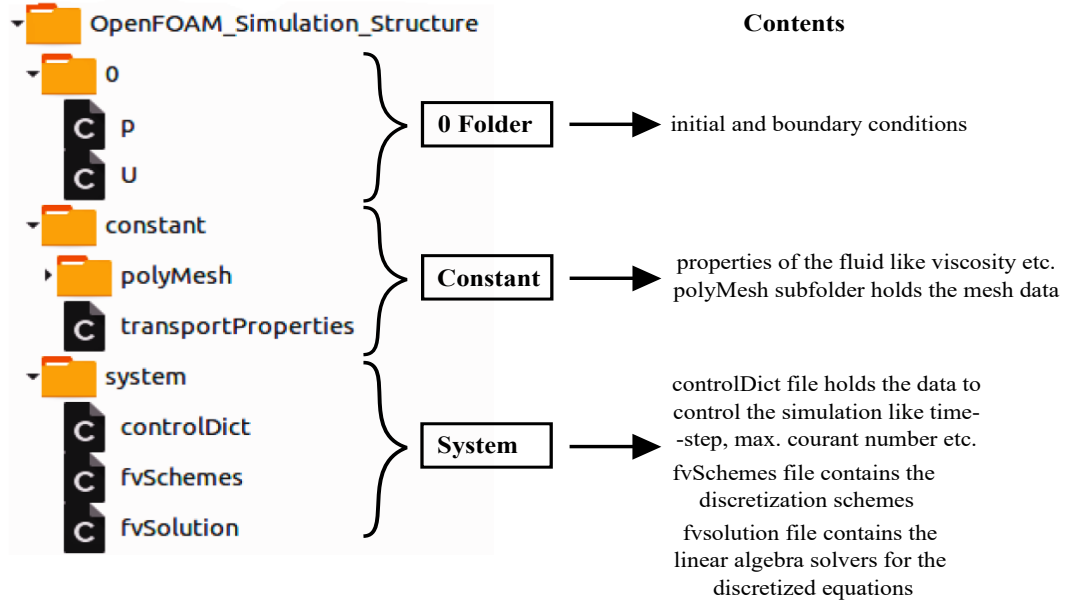 OpenFOAM_Simulation_Structure
Contents
0
p
U
0 Folder
initial and boundary conditions
constant
polyMesh
transportProperties
Constant
properties of the fluid like viscosity etc.
polyMesh subfolder holds the mesh data
system
controlDict
fvSchemes
fvSolution
System
controlDict file holds the data to
control the simulation like time-
-step, max. courant number etc.
fvSchemes file contains the
discretization schemes
fvsolution file contains the
linear algebra solvers for the
discretized equations
C
C
C
C
C
C